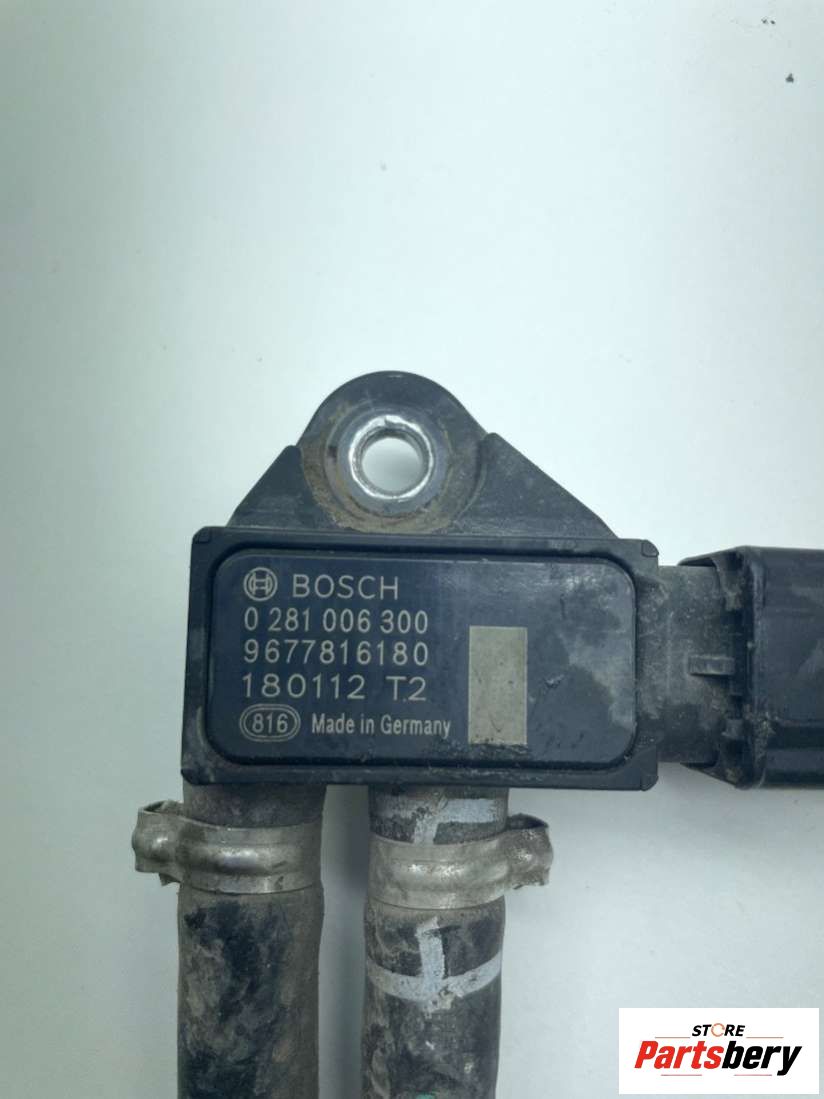 BOSCH
0 281 006 300
9677816180
180112 T2
816 Made in Germany
STORE
Partsbery